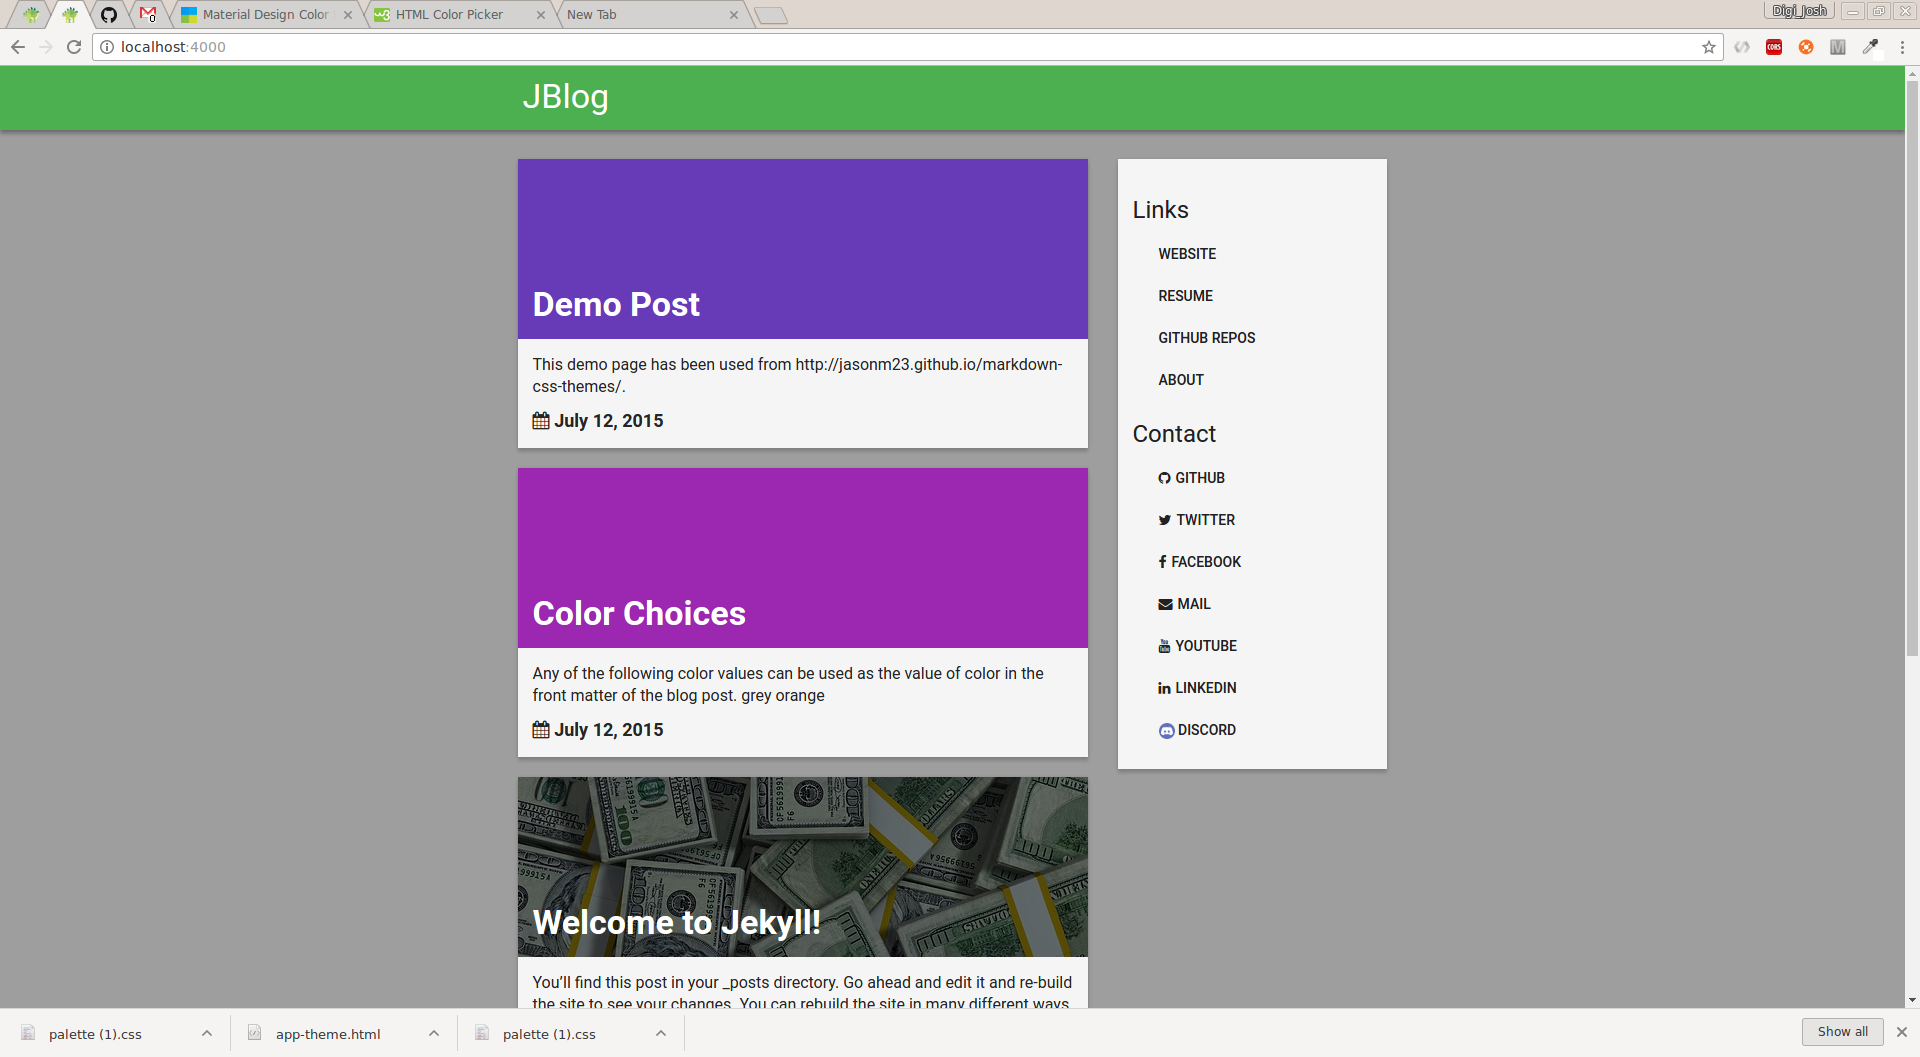 Material Design Color
HTML Color Picker
New Tab
Digi_Josh
0
localhost:4000
CORS
M
JBlog
Demo Post
This demo page has been used from http://jasonm23.github.io/markdown-
css-themes/.
July 12, 2015
Color Choices
Any of the following color values can be used as the value of color in the
front matter of the blog post. grey orange
July 12, 2015
Welcome to Jekyll!
You’ll find this post in your _posts directory. Go ahead and edit it and re-build
the site to see your changes. You can rebuild the site in many different ways
Links
WEBSITE
RESUME
GITHUB REPOS
ABOUT
Contact
GITHUB
TWITTER
FACEBOOK
MAIL
YOUTUBE
LINKEDIN
DISCORD
palette (1).css
app-theme.html
palette (1).css
Show all